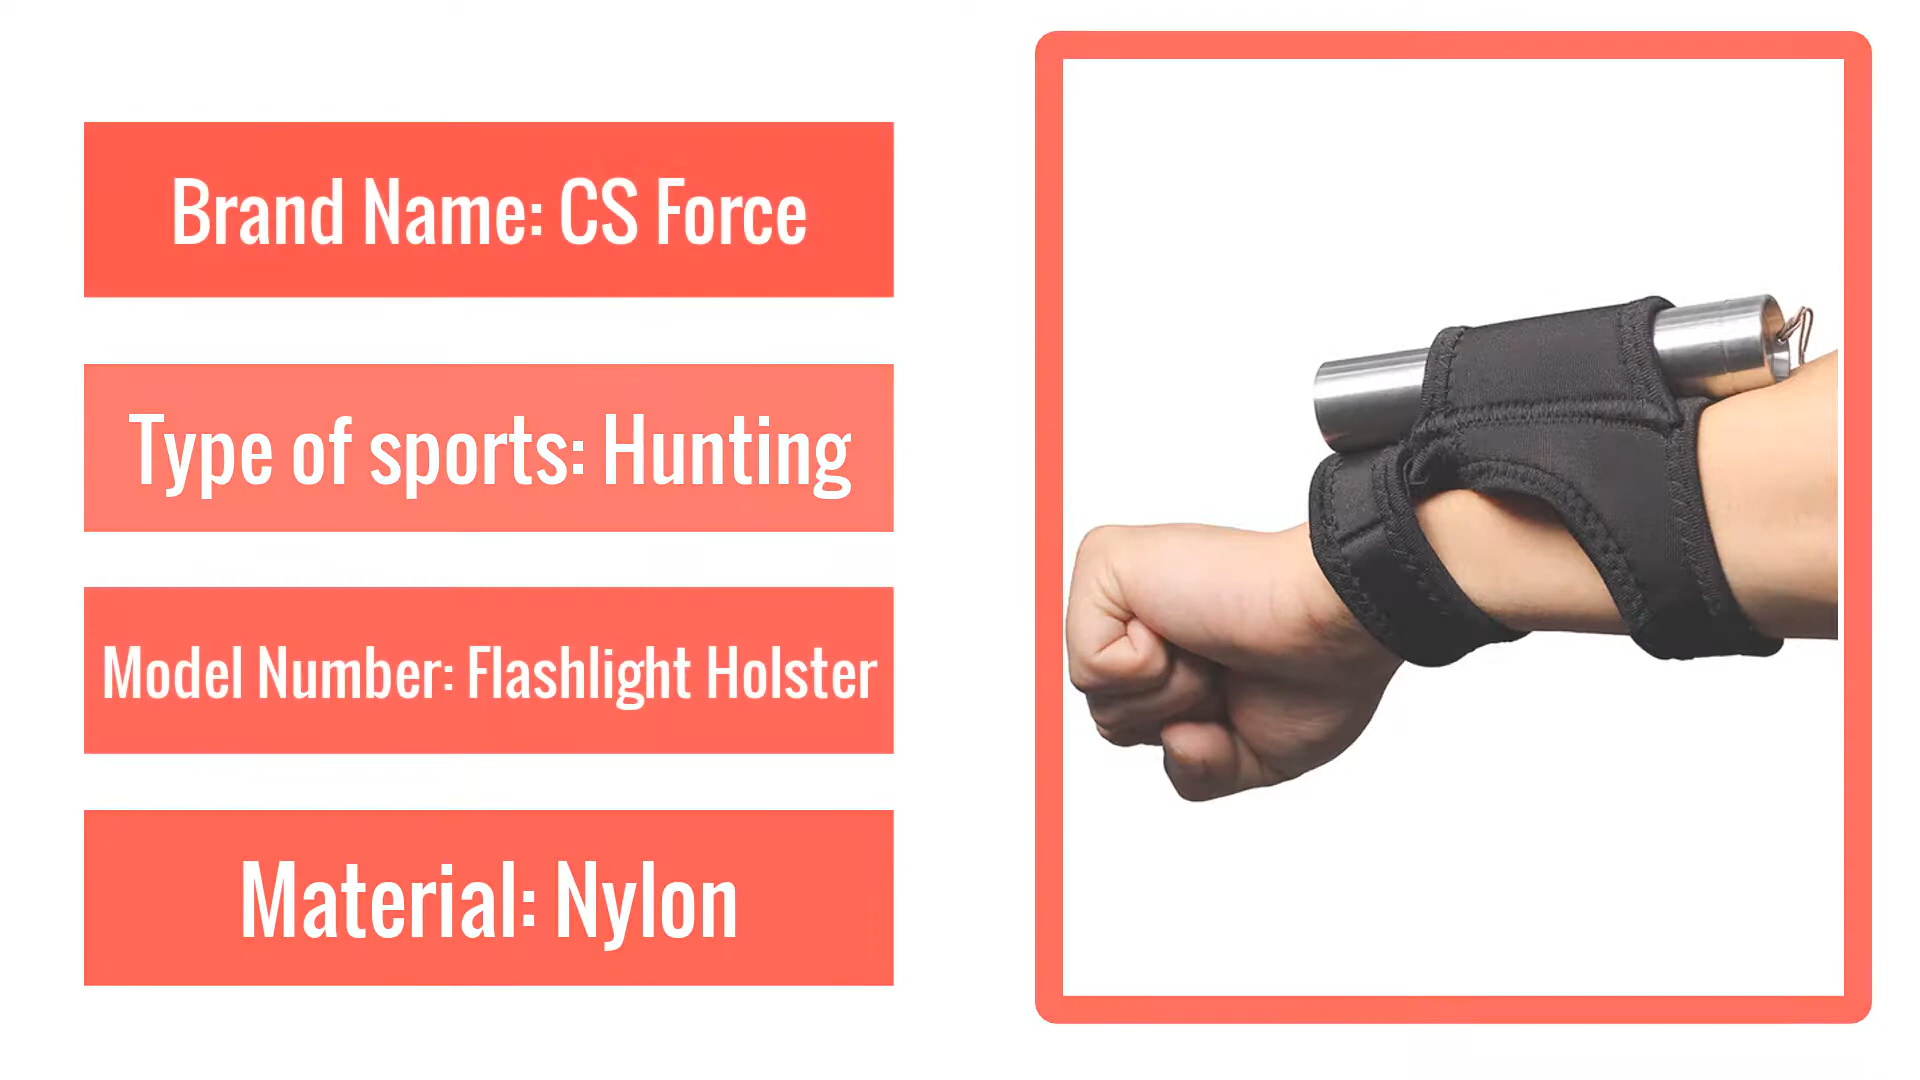 Brand Name: CS Force
Type of sports: Hunting
Model Number: Flashlight Holster
Material: Nylon